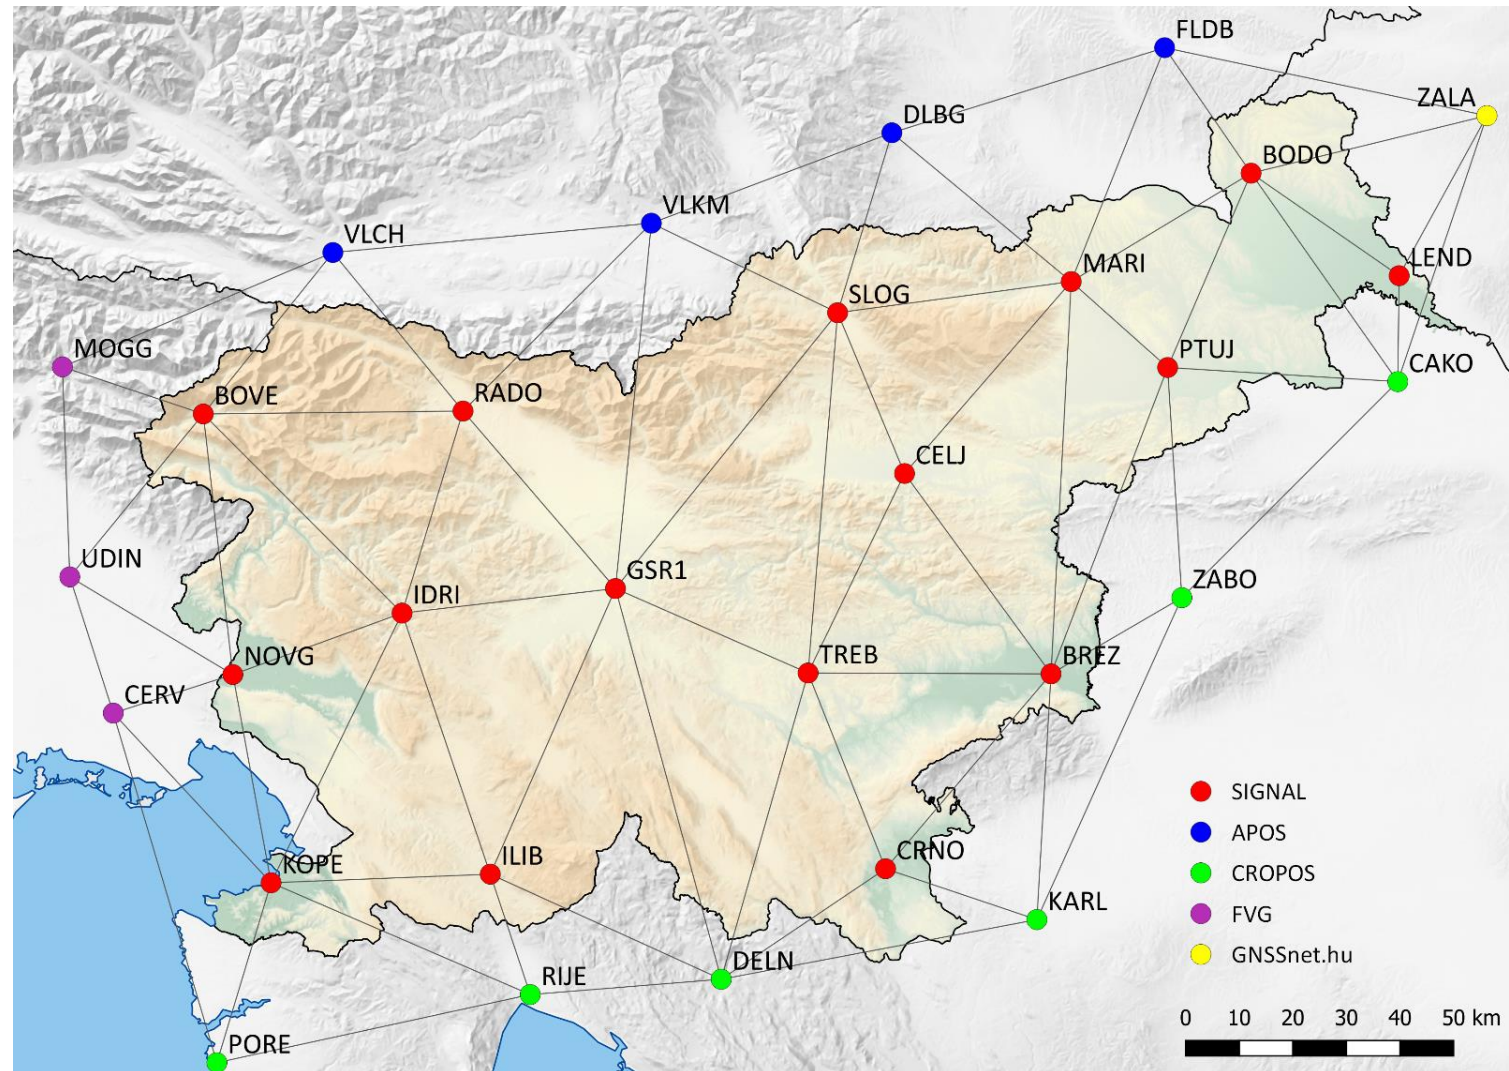 FLDB
ZALA
DLBG
BODO
VLKM
VLCH
LEND
MARI
SLOG
PTUJ
MOGG
CAKO
BOVE
RADO
CELJ
UDIN
GSR1
ZABO
IDRI
NOVG
TREB
BREZ
CERV
SIGNAL
APOS
ILIB
CRNO
KOPE
CROPOS
KARL
FVG
GNSSnet.hu
DELN
RIJE
0 10 20 30 40 50 km
PORE